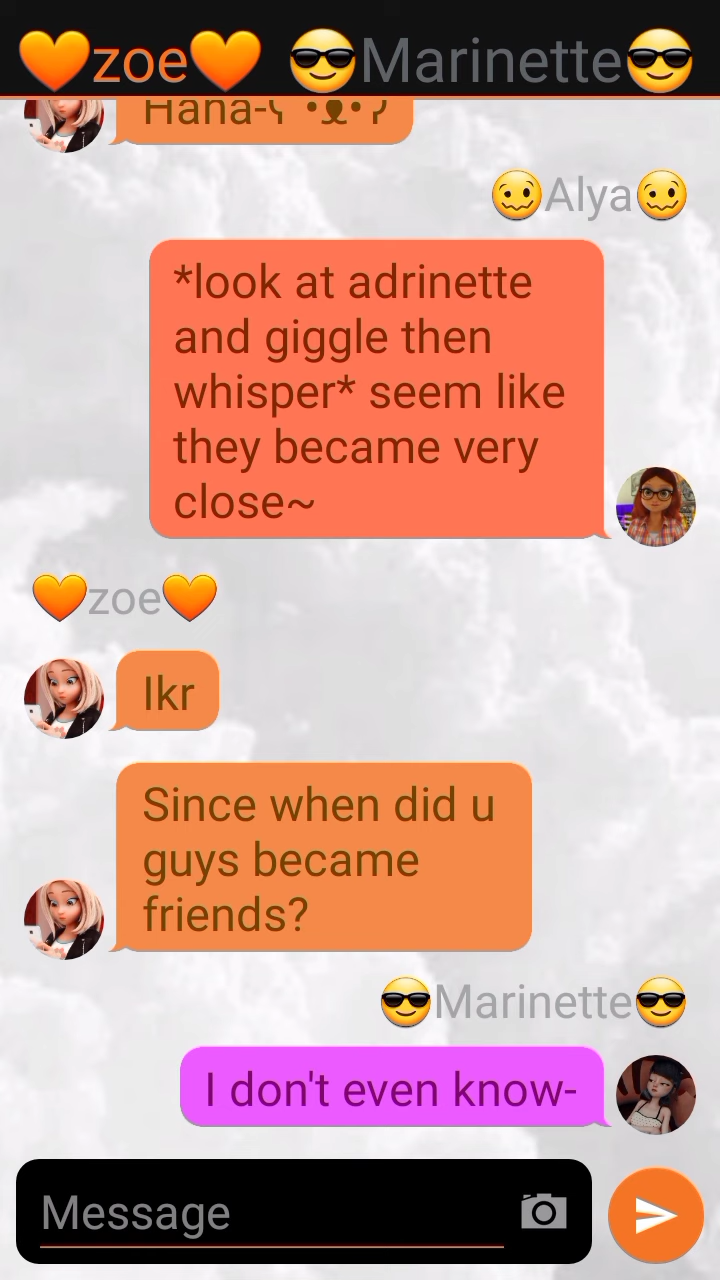 🧡zoe🧡 😎Marinette😎
Haha-ʕ •ᴥ•ʔ
🥴Alya🥴
*look at adrinette
and giggle then
whisper* seem like
they became very
close~
🧡zoe🧡
Ikr
Since when did u
guys became
friends?
😎Marinette😎
I don't even know-
Message